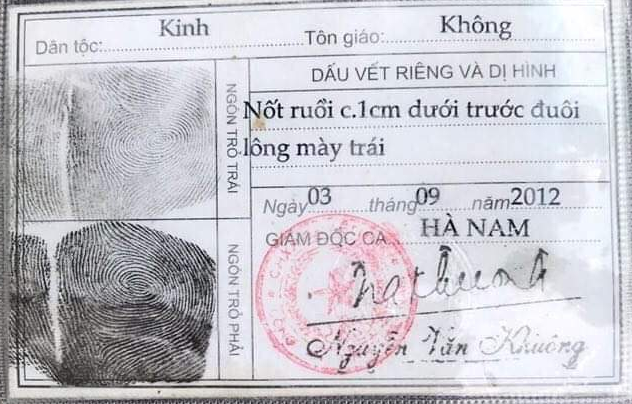 Dân tộc: Kinh Tôn giáo: Không
NGÓN TRỎ TRÁI
DẤU VẾT RIÊNG VÀ DỊ HÌNH
Nốt ruồi c.1cm dưới trước đuôi
lông mày trái
Ngày 03 tháng 09 năm 2012
NGÓN TRỎ PHẢI
GIÁM ĐỐC CA HÀ NAM
Nguyễn Văn Khuông